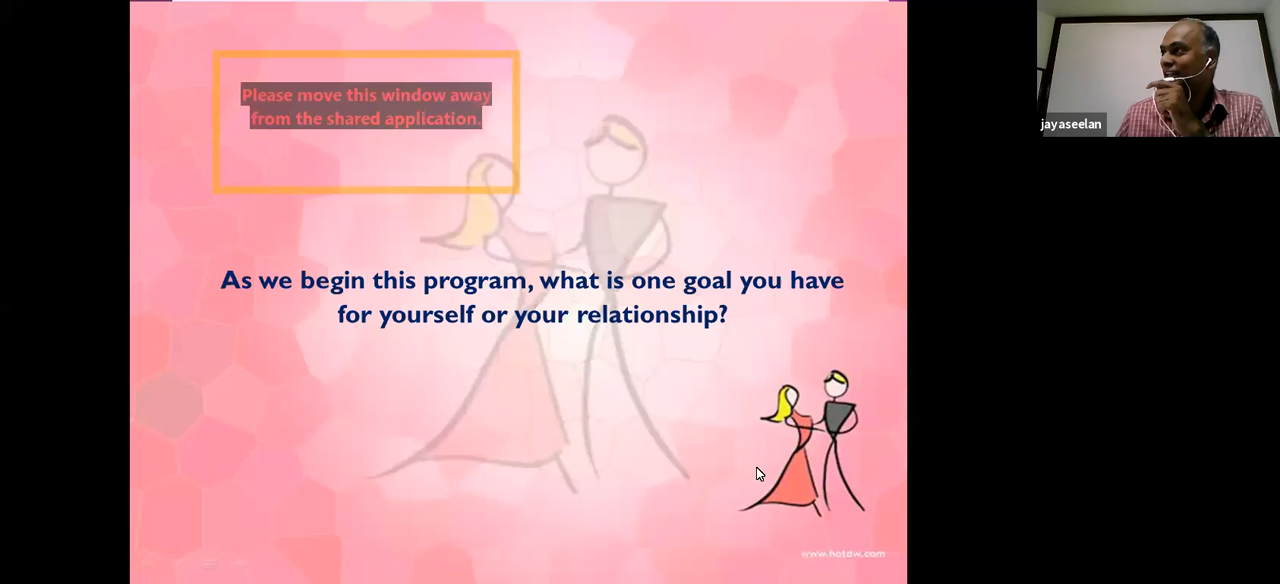 Please move this window away
from the shared application.
jayaseelan
As we begin this program, what is one goal you have
for yourself or your relationship?
www.hotdw.com